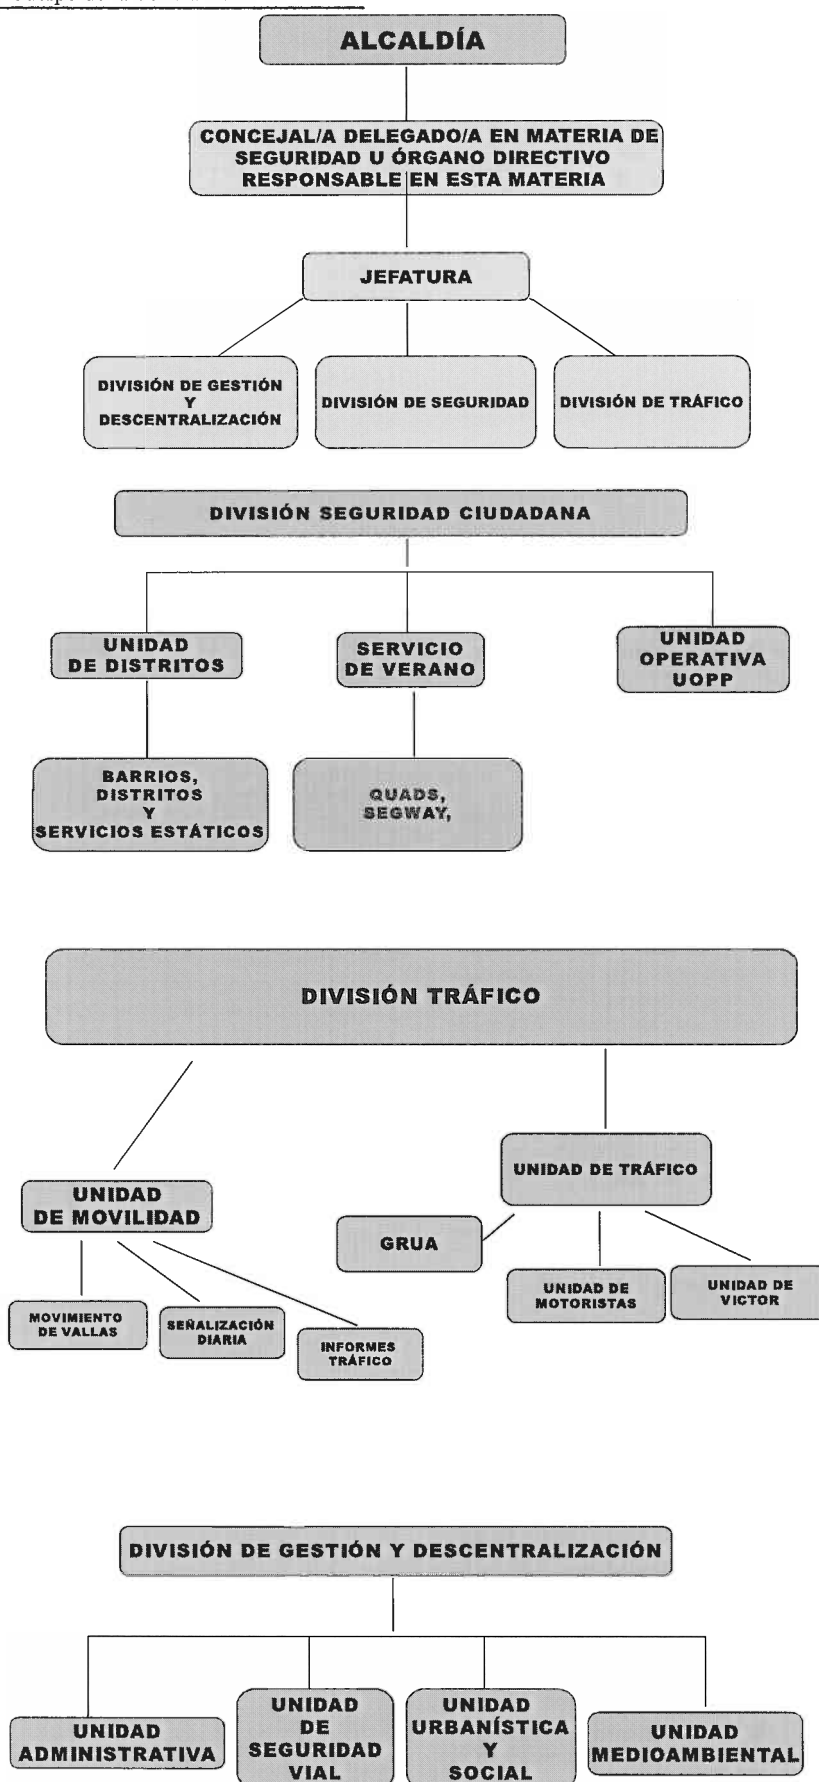 ALCALDÍA
CONCEJAL/A DELEGADO/A EN MATERIA DE
SEGURIDAD U ÓRGANO DIRECTIVO
RESPONSABLE EN ESTA MATERIA
JEFATURA
DIVISIÓN DE GESTIÓN
Y
DESCENTRALIZACIÓN
DIVISIÓN DE SEGURIDAD
DIVISIÓN DE TRÁFICO
DIVISIÓN SEGURIDAD CIUDADANA
UNIDAD
DE DISTRITOS
SERVICIO
DE VERANO
UNIDAD
OPERATIVA
UOPP
BARRIOS,
DISTRITOS
Y
SERVICIOS ESTÁTICOS
QUADS,
SEGWAY,
DIVISIÓN TRÁFICO
UNIDAD
DE MOVILIDAD
UNIDAD DE TRÁFICO
GRUA
MOVIMIENTO
DE VALLAS
SEÑALIZACIÓN
DIARIA
INFORMES
TRÁFICO
UNIDAD DE
MOTORISTAS
UNIDAD DE
VICTOR
DIVISIÓN DE GESTIÓN Y DESCENTRALIZACIÓN
UNIDAD
ADMINISTRATIVA
UNIDAD
DE
SEGURIDAD
VIAL
UNIDAD
URBANÍSTICA
Y
SOCIAL
UNIDAD
MEDIOAMBIENTAL